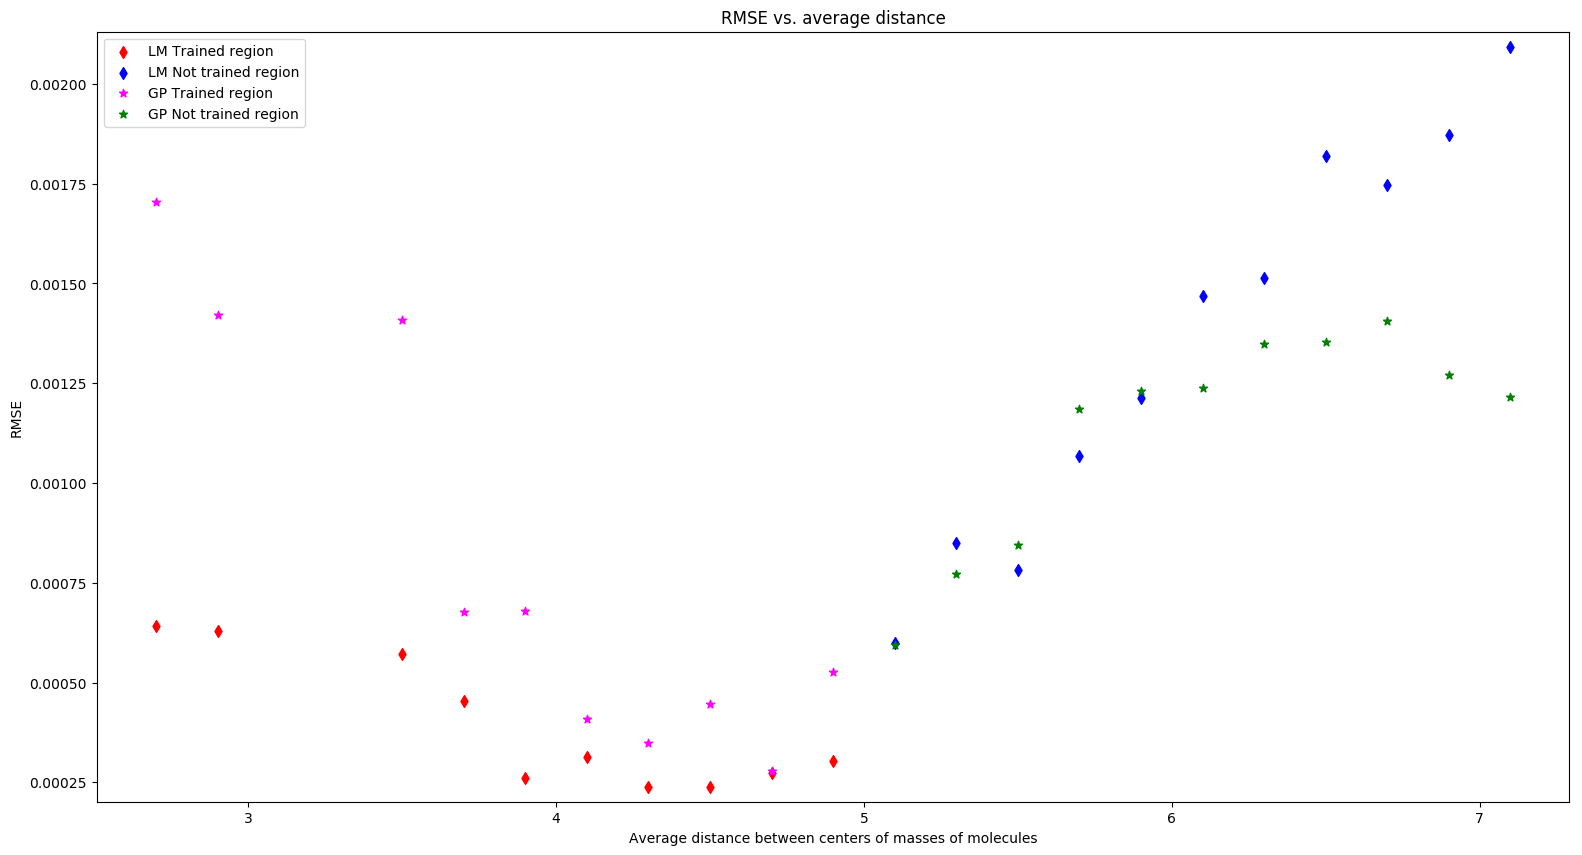 RMSE vs. average distance
LM Trained region
LM Not trained region
GP Trained region
GP Not trained region
0.00200
0.00175
0.00150
0.00125
0.00100
0.00075
0.00050
0.00025
RMSE
3 4 5 6 7
Average distance between centers of masses of molecules